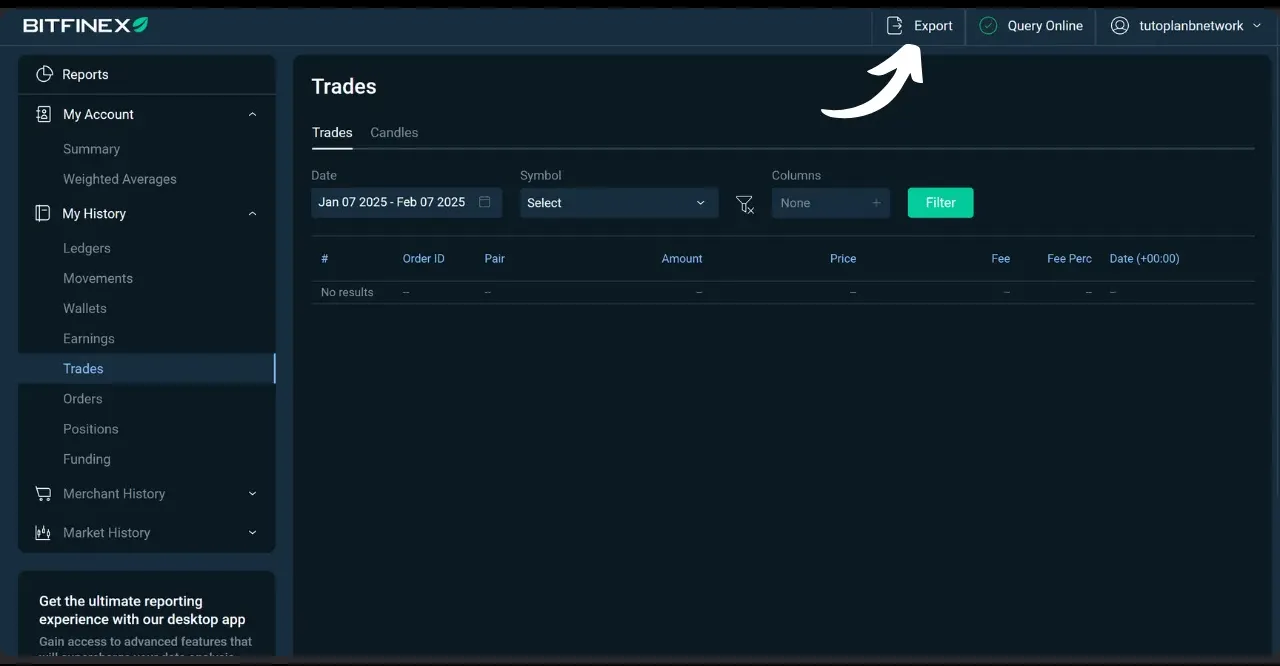 BITFINEX
Export
Query Online
tutoplanbnetwork
Reports
My Account
Summary
Weighted Averages
My History
Ledgers
Movements
Wallets
Earnings
Trades
Orders
Positions
Funding
Merchant History
Market History
Get the ultimate reporting
experience with our desktop app
Gain access to advanced features that
Trades
Trades Candles
Date Symbol Columns
Jan 07 2025 - Feb 07 2025 Select None + Filter
# Order ID Pair Amount Price Fee Fee Perc Date (+00:00)
No results -- -- -- -- -- -- --